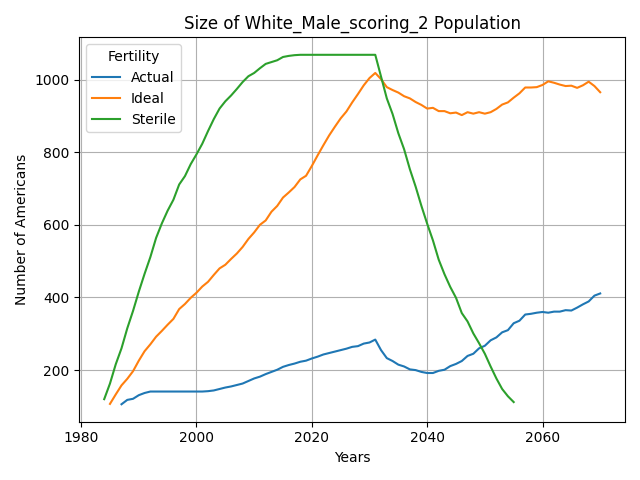 Size of White_Male_scoring_2 Population
Number of Americans
1000
800
600
400
200
Fertility
Actual
Ideal
Sterile
1980
2000
2020
2040
2060
Years